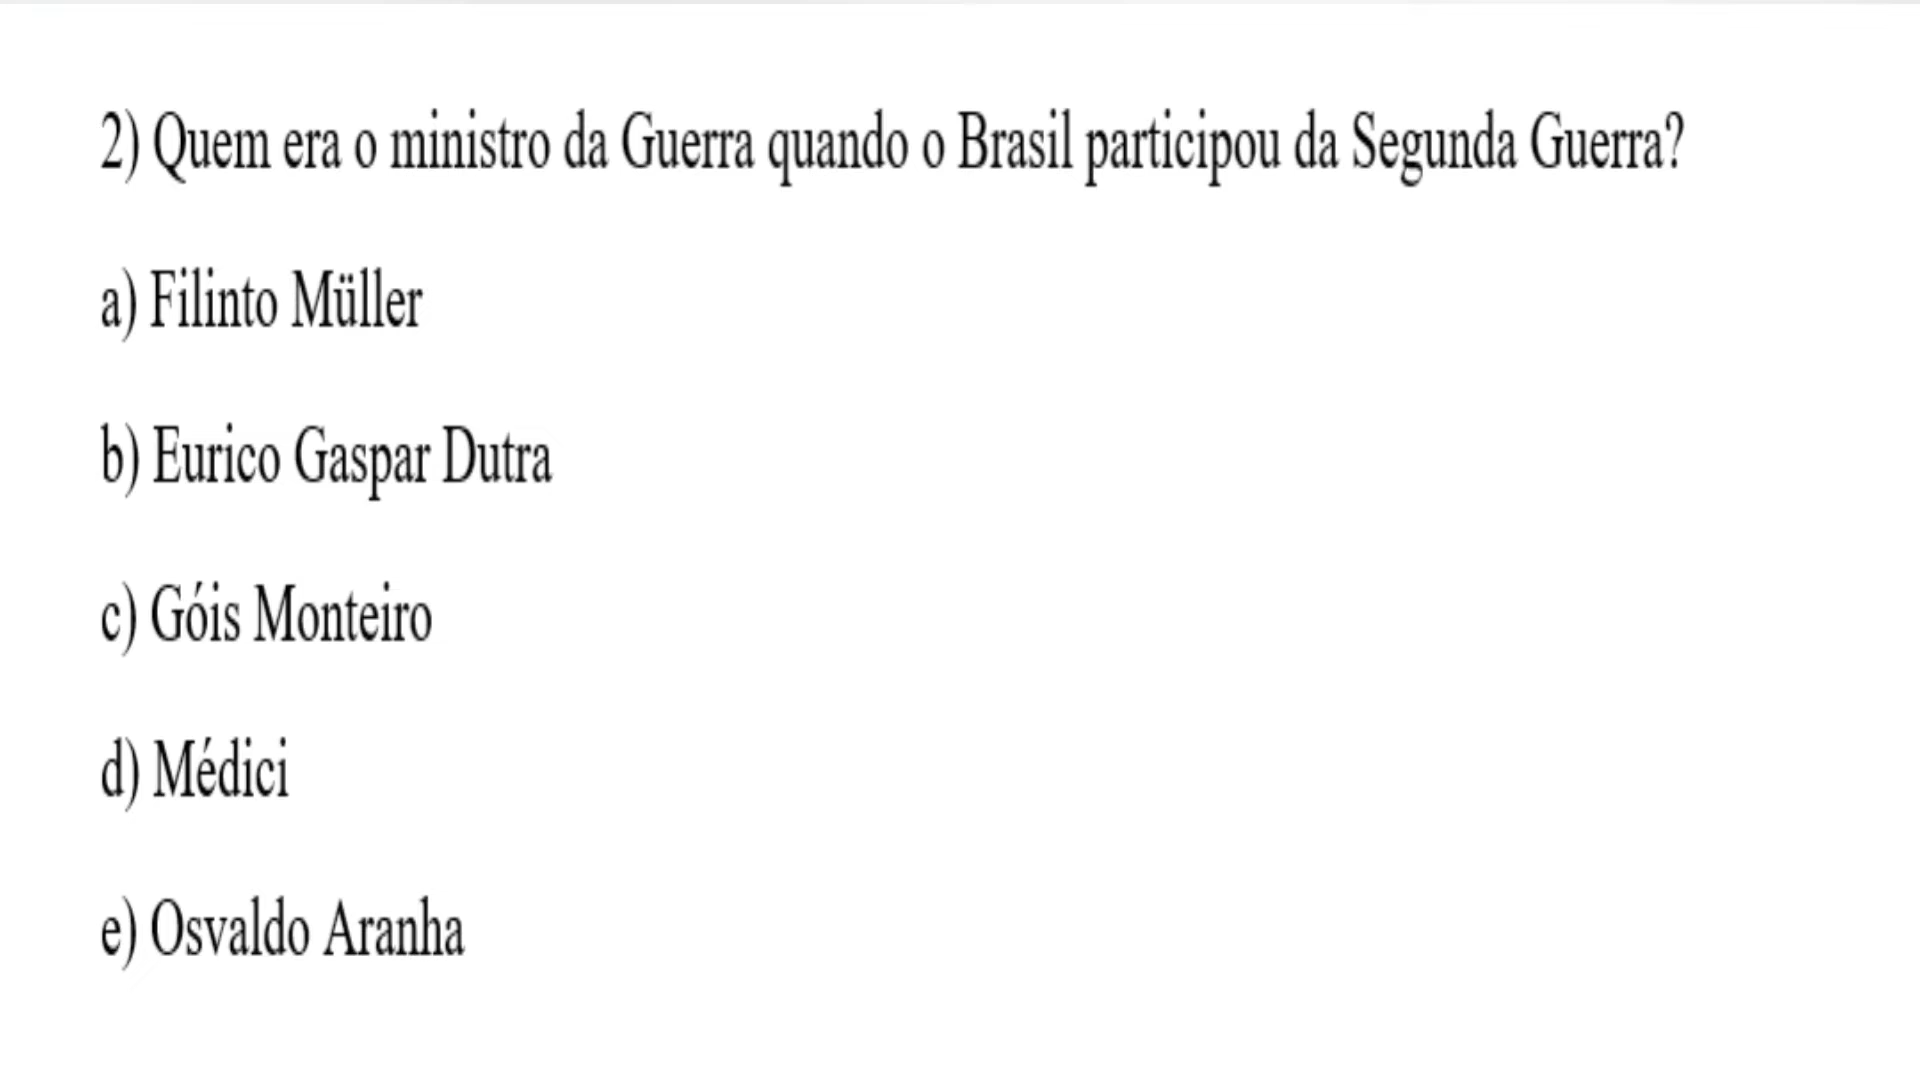 2) Quem era o ministro da Guerra quando o Brasil participou da Segunda Guerra?
a) Filinto Müller
b) Eurico Gaspar Dutra
c) Góis Monteiro
d) Médici
e) Osvaldo Aranha